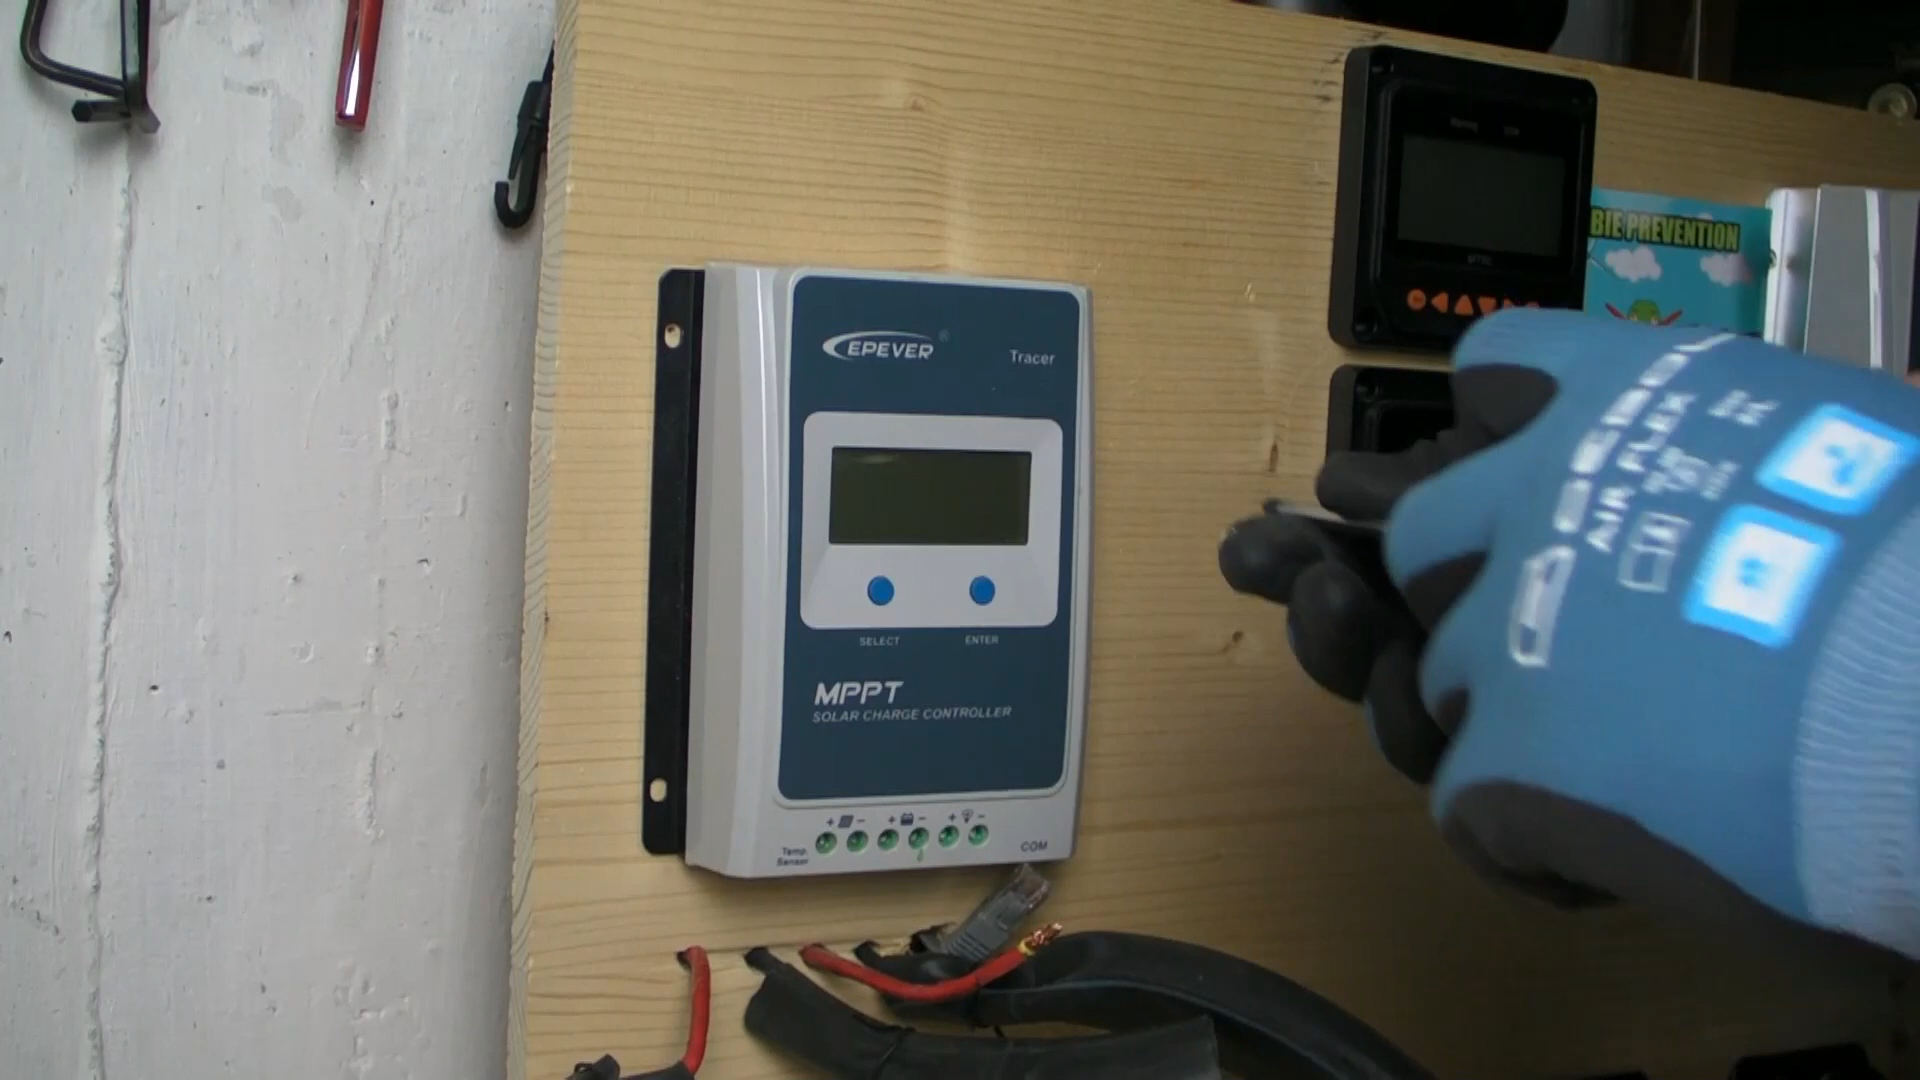 EPEVER ®
Tracer
SELECT ENTER
MPPT
SOLAR CHARGE CONTROLLER
+ - + - + -
Temp.
Sensor
COM
BIE PREVENTION
AIR FLEX